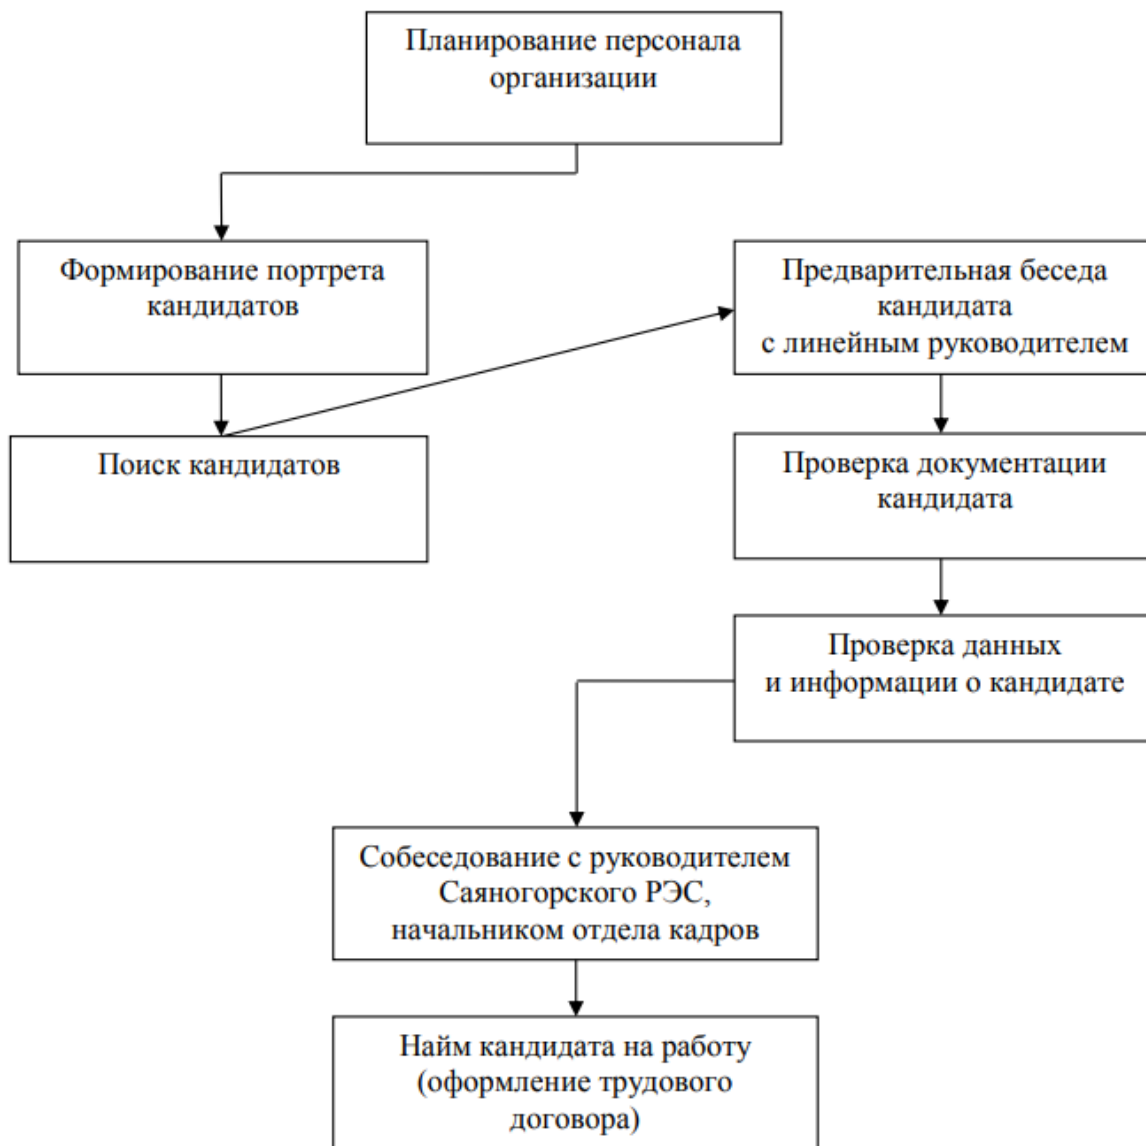 Планирование персонала
организации
Формирование портрета
кандидатов
Поиск кандидатов
Предварительная беседа
кандидата
с линейным руководителем
Проверка документации
кандидата
Проверка данных
и информации о кандидате
Собеседование с руководителем
Саяногорского РЭС,
начальником отдела кадров
Найм кандидата на работу
(оформление трудового
договора)